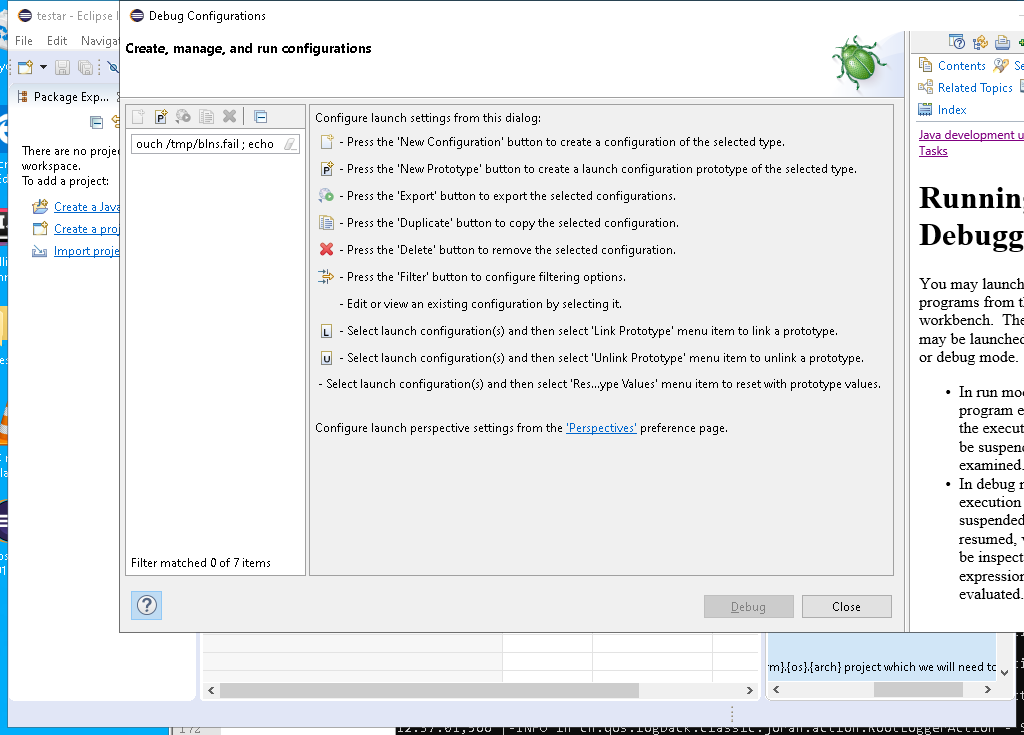 testar - Eclipse I
Debug Configurations
File Edit Naviga
Create, manage, and run configurations
Package Exp...
There are no proje
workspace.
To add a project:
Create a Java
Create a proj
Import proje
ouch /tmp/blns.fail ; echo
Filter matched 0 of 7 items
Configure launch settings from this dialog:
- Press the 'New Configuration' button to create a configuration of the selected type.
- Press the 'New Prototype' button to create a launch configuration prototype of the selected type.
- Press the 'Export' button to export the selected configurations.
- Press the 'Duplicate' button to copy the selected configuration.
- Press the 'Delete' button to remove the selected configuration.
- Press the 'Filter' button to configure filtering options.
- Edit or view an existing configuration by selecting it.
L - Select launch configuration(s) and then select 'Link Prototype' menu item to link a prototype.
U - Select launch configuration(s) and then select 'Unlink Prototype' menu item to unlink a prototype.
- Select launch configuration(s) and then select 'Res...ype Values' menu item to reset with prototype values.
Configure launch perspective settings from the 'Perspectives' preference page.
Debug
Close
Contents Se
Related Topics
Index
Java development u
Tasks
Running
Debugg
You may launch
programs from th
workbench. The
may be launched
or debug mode.
• In run mod
program e
the execut
be suspend
examined.
• In debug m
execution
suspended
resumed, v
be inspect
expression
evaluated.
rm}.{os}.{arch} project which we will need to
172
12:57:01,566 |-INFO in ch.qos.logback.classic.joran.action.RootLoggerAction - S